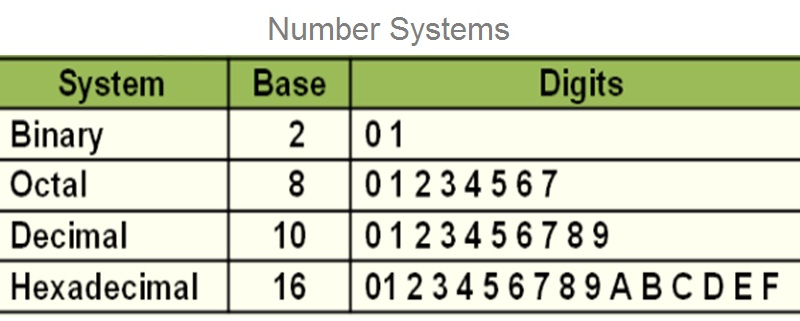 Number Systems
System Base Digits
Binary 2 0 1
Octal 8 0 1 2 3 4 5 6 7
Decimal 10 0 1 2 3 4 5 6 7 8 9
Hexadecimal 16 01 2 3 4 5 6 7 8 9 A B C D E F